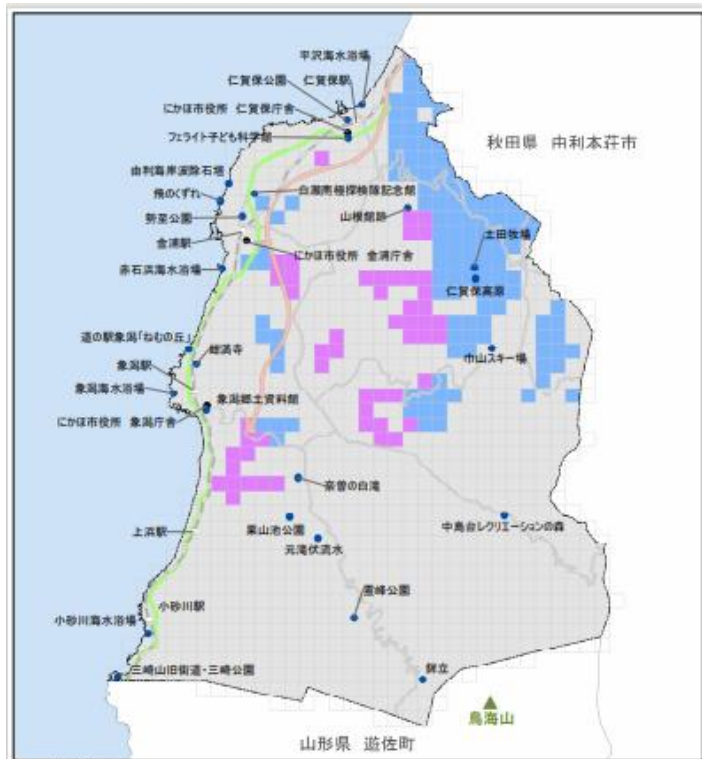 平沢海水浴場
仁賀保公園 仁賀保駅
にかほ市役所 仁賀保庁舎
フェライト子ども科学館
秋田県 由利本荘市
由利海岸波除石垣
白瀬南極探検隊記念館
飛のくずれ
山根館跡
勢至公園
金浦駅
土田牧場
にかほ市役所 金浦庁舎
赤石浜海水浴場
仁賀保高原
道の駅象潟「ねむの丘」
蚶満寺
中山スキー場
象潟駅
象潟海水浴場
象潟郷土資料館
にかほ市役所 象潟庁舎
奈曽の白滝
上浜駅
栗山池公園
中島台レクリエーションの森
元滝伏流水
霊峰公園
小砂川駅
小砂川海水浴場
三崎山旧街道・三崎公園
鉾立
鳥海山
山形県 遊佐町